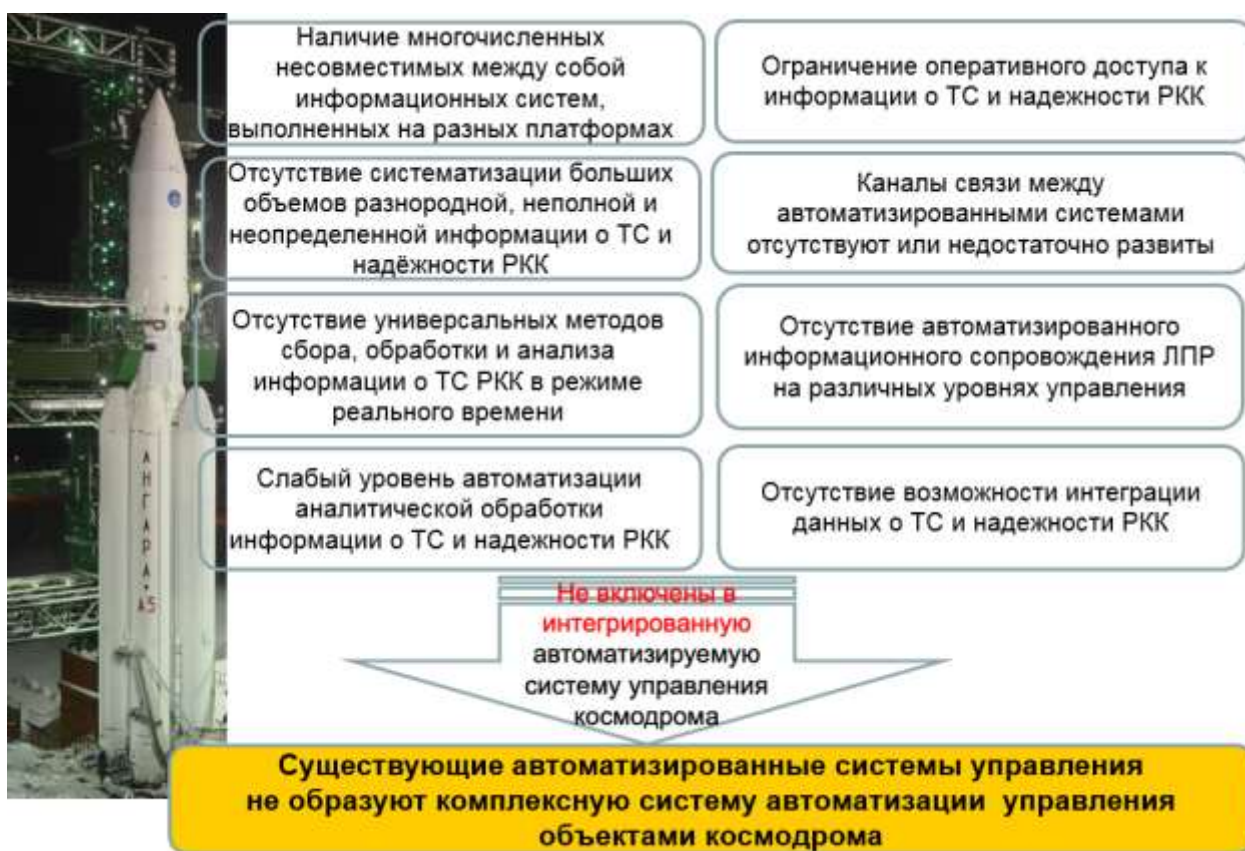 Наличие многочисленных
несовместимых между собой
информационных систем,
выполненных на разных платформах
Ограничение оперативного доступа к
информации о ТС и надежности РКК
Отсутствие систематизации больших
объемов разнородной, неполной и
неопределенной информации о ТС и
надёжности РКК
Каналы связи между
автоматизированными системами
отсутствуют или недостаточно развиты
Отсутствие универсальных методов
сбора, обработки и анализа
информации о ТС РКК в режиме
реального времени
Отсутствие автоматизированного
информационного сопровождения ЛПР
на различных уровнях управления
Слабый уровень автоматизации
аналитической обработки
информации о ТС и надежности РКК
Отсутствие возможности интеграции
данных о ТС и надежности РКК
АНГАРА•А5
Не включены в
интегрированную
автоматизируемую
систему управления
космодрома
Существующие автоматизированные системы управления
не образуют комплексную систему автоматизации управления
объектами космодрома